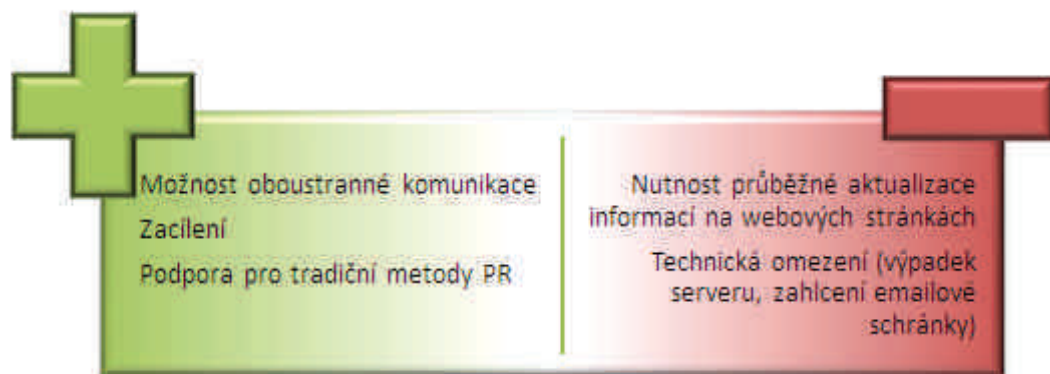 Možnost oboustranné komunikace
Zacílení
Podpora pro tradiční metody PR
Nutnost průběžné aktualizace
informací na webových stránkách
Technická omezení (výpadek
serveru, zahlcení emailové
schránky)